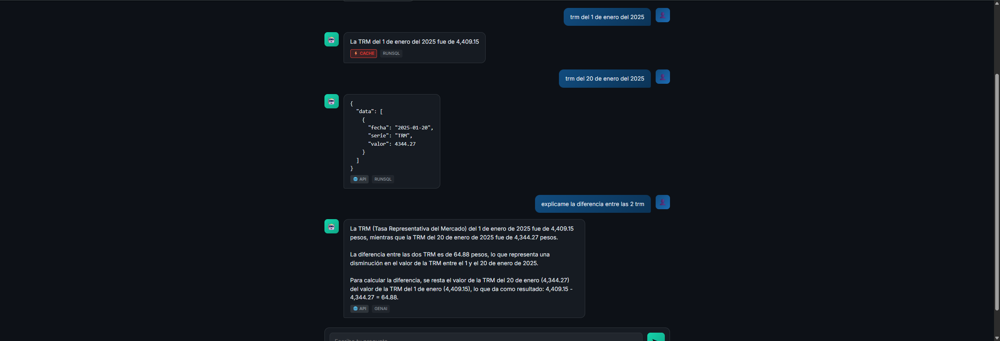 trm del 1 de enero del 2025
La TRM del 1 de enero del 2025 fue de 4,409.15
CACHE RUNSQL
trm del 20 de enero del 2025
{
"data": [
{
"fecha": "2025-01-20",
"serie": "TRM",
"valor": 4344.27
}
]
}
API RUNSQL
explicame la diferencia entre las 2 trm
La TRM (Tasa Representativa del Mercado) del 1 de enero de 2025 fue de 4,409.15
pesos, mientras que la TRM del 20 de enero de 2025 fue de 4,344.27 pesos.
La diferencia entre las dos TRM es de 64.88 pesos, lo que representa una
disminución en el valor de la TRM entre el 1 y el 20 de enero de 2025.
Para calcular la diferencia, se resta el valor de la TRM del 20 de enero (4,344.27)
del valor de la TRM del 1 de enero (4,409.15), lo que da como resultado: 4,409.15 -
4,344.27 = 64.88.
API GENAI
Escribe tu pregunta